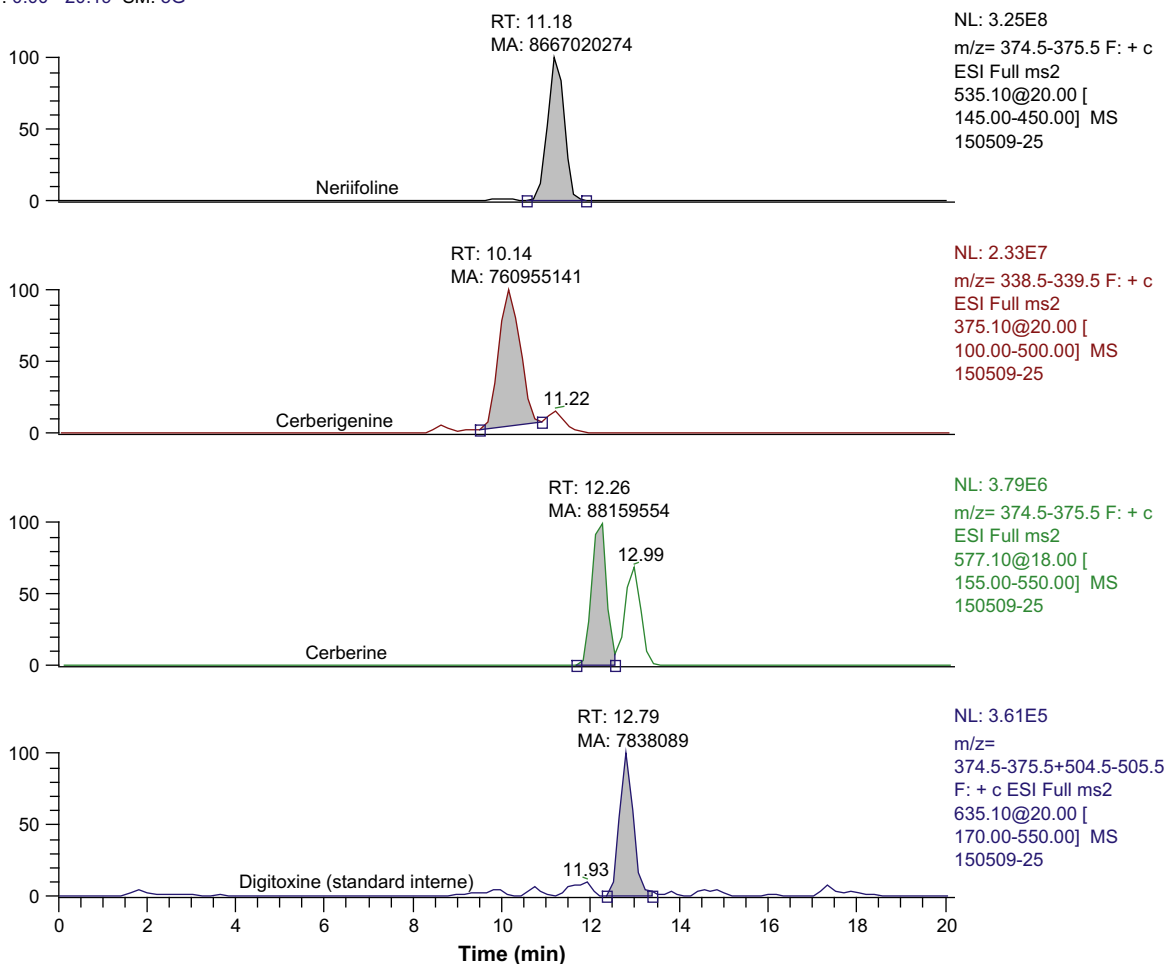 RT: 11.18
MA: 8667020274
NL: 3.25E8
m/z= 374.5-375.5 F: + c
ESI Full ms2
535.10@20.00 [
145.00-450.00] MS
150509-25
100
50
0
Neriifoline
RT: 10.14
MA: 760955141
NL: 2.33E7
m/z= 338.5-339.5 F: + c
ESI Full ms2
375.10@20.00 [
100.00-500.00] MS
150509-25
100
50
0
11.22
Cerberigenine
RT: 12.26
MA: 88159554
NL: 3.79E6
m/z= 374.5-375.5 F: + c
ESI Full ms2
577.10@18.00 [
155.00-550.00] MS
150509-25
100
50
0
12.99
Cerberine
RT: 12.79
MA: 7838089
NL: 3.61E5
m/z=
374.5-375.5+504.5-505.5
F: + c ESI Full ms2
635.10@20.00 [
170.00-550.00] MS
150509-25
100
50
0
11.93
Digitoxine (standard interne)
0 2 4 6 8 10 12 14 16 18 20
Time (min)